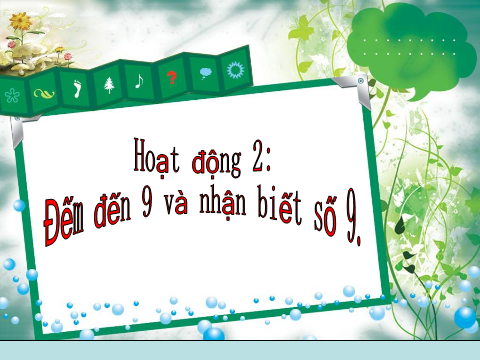 Hoạt động 2:
Đếm đến 9 và nhận biết số 9.
?